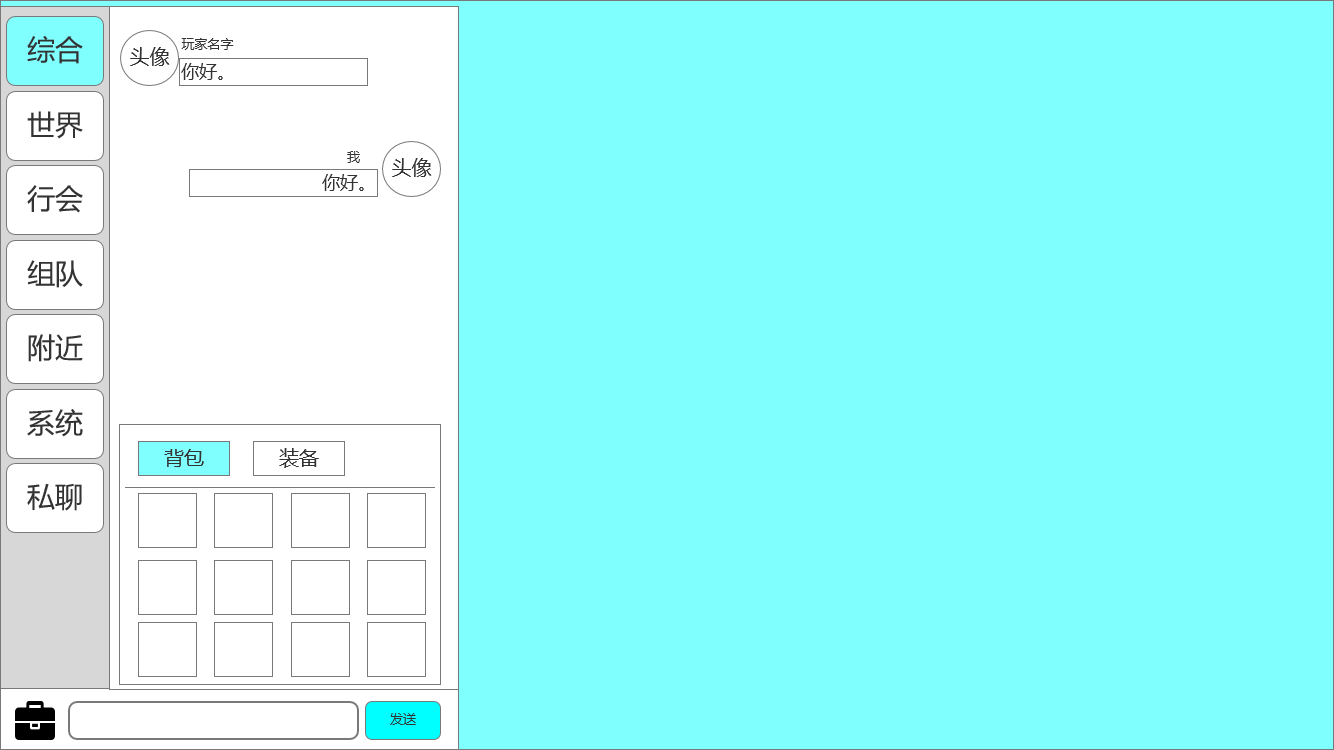 综合
世界
行会
组队
附近
系统
私聊
头像
玩家名字
你好。
我
头像
你好。
背包
装备
发送